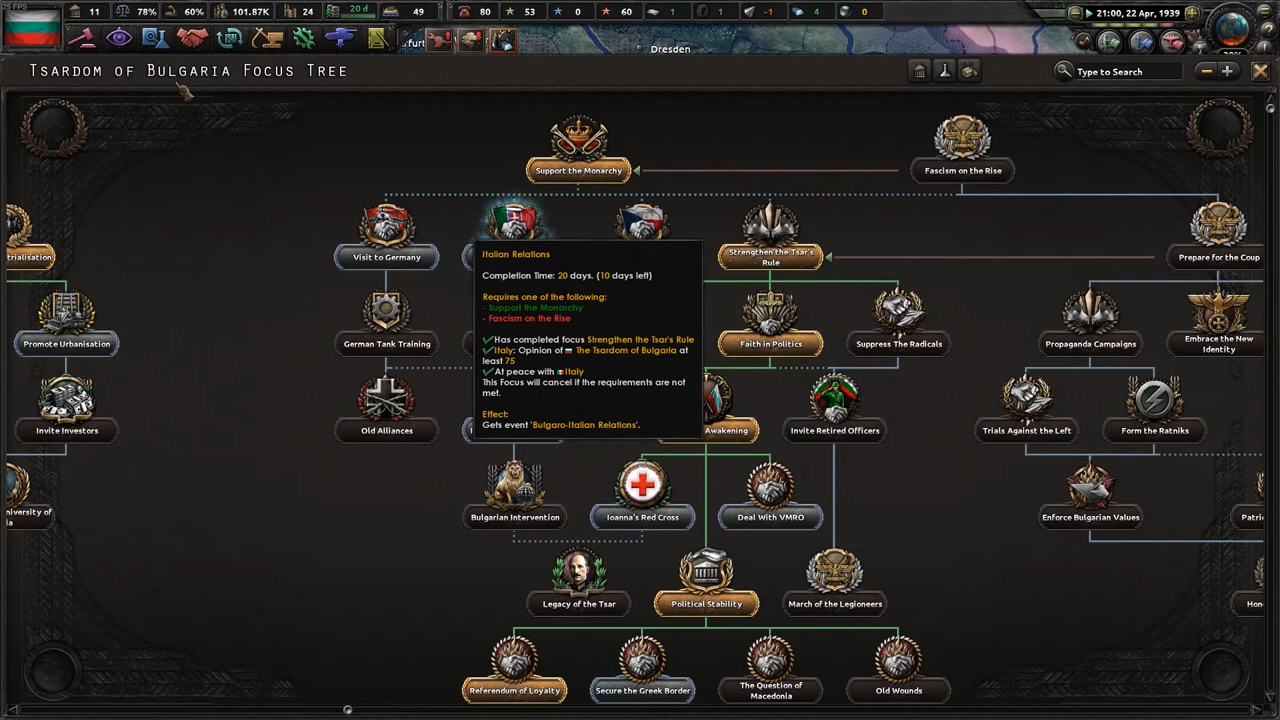 25 FPS
11
78%
60%
101.87K
24
20 d
49
80
53
0
60
1
1
-1
4
0
21:00, 22 Apr, 1939
Dresden
Tsardom of Bulgaria Focus Tree
Type to Search
Support the Monarchy
Fascism on the Rise
Visit to Germany
Strengthen the Tsar's
Rule
Prepare for the Coup
Italian Relations
Completion Time: 20 days. (10 days left)
Requires one of the following:
- Support the Monarchy
- Fascism on the Rise
Has completed focus Strengthen the Tsar's Rule
Italy: Opinion of The Tsardom of Bulgaria at
least 75
At peace with Italy
This Focus will cancel if the requirements are not
met.
Effect:
Gets event 'Bulgaro-Italian Relations'.
Promote Urbanisation
German Tank Training
Faith in Politics
Suppress The Radicals
Propaganda Campaigns
Embrace the New
Identity
Invite Investors
Old Alliances
Awakening
Invite Retired Officers
Trials Against the Left
Form the Ratniks
Bulgarian Intervention
Ioanna's Red Cross
Deal With VMRO
Enforce Bulgarian Values
Legacy of the Tsar
Political Stability
March of the Legioneers
Referendum of Loyalty
Secure the Greek Border
The Question of
Macedonia
Old Wounds